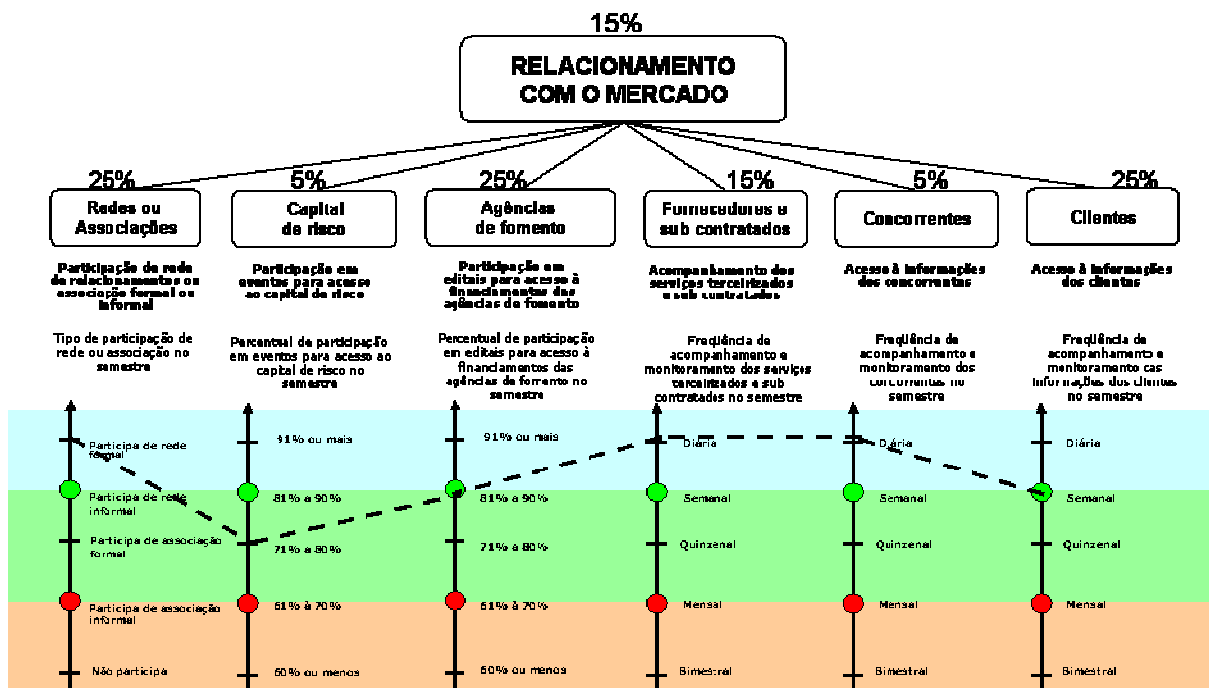 15%
RELACIONAMENTO
COM O MERCADO
25%
Redes ou
Associações
Participação de rede
de relacionamentos ou
associação formal ou
informal
Tipo de participação de
rede ou associação no
semestre
Participa de rede
formal
Participa de rede
informal
Participa de associação
formal
Participa de associação
informal
Não participa
5%
Capital
de risco
Participação em
eventos para acesso
ao capital de risco
Percentual de participação
em eventos para acesso ao
capital de risco no
semestre
91% ou mais
81% a 90%
71% a 80%
61% à 70%
60% ou menos
25%
Agências
de fomento
Participação em
editais para acesso à
financiamentos das
agências de fomento
Percentual de participação
em editais para acesso à
financiamentos das
agências de fomento no
semestre
91% ou mais
81% a 90%
71% à 80%
61% à 70%
60% ou menos
15%
Fornecedores e
sub contratados
Acompanhamento dos
serviços terceirizados
e sub contratados
Freqüência de
acompanhamento e
monitoramento dos serviços
terceirizados e sub
contratados no semestre
Diária
Semanal
Quinzenal
Mensal
Bimestral
5%
Concorrentes
Acesso à informações
dos concorrentes
Freqüência de
acompanhamento e
monitoramento dos
concorrentes no
semestre
Diária
Semanal
Quinzenal
Mensal
Bimestral
25%
Clientes
Acesso à informações
dos clientes
Freqüência de
acompanhamento e
monitoramento das
informações dos clientes
no semestre
Diária
Semanal
Quinzenal
Mensal
Bimestral